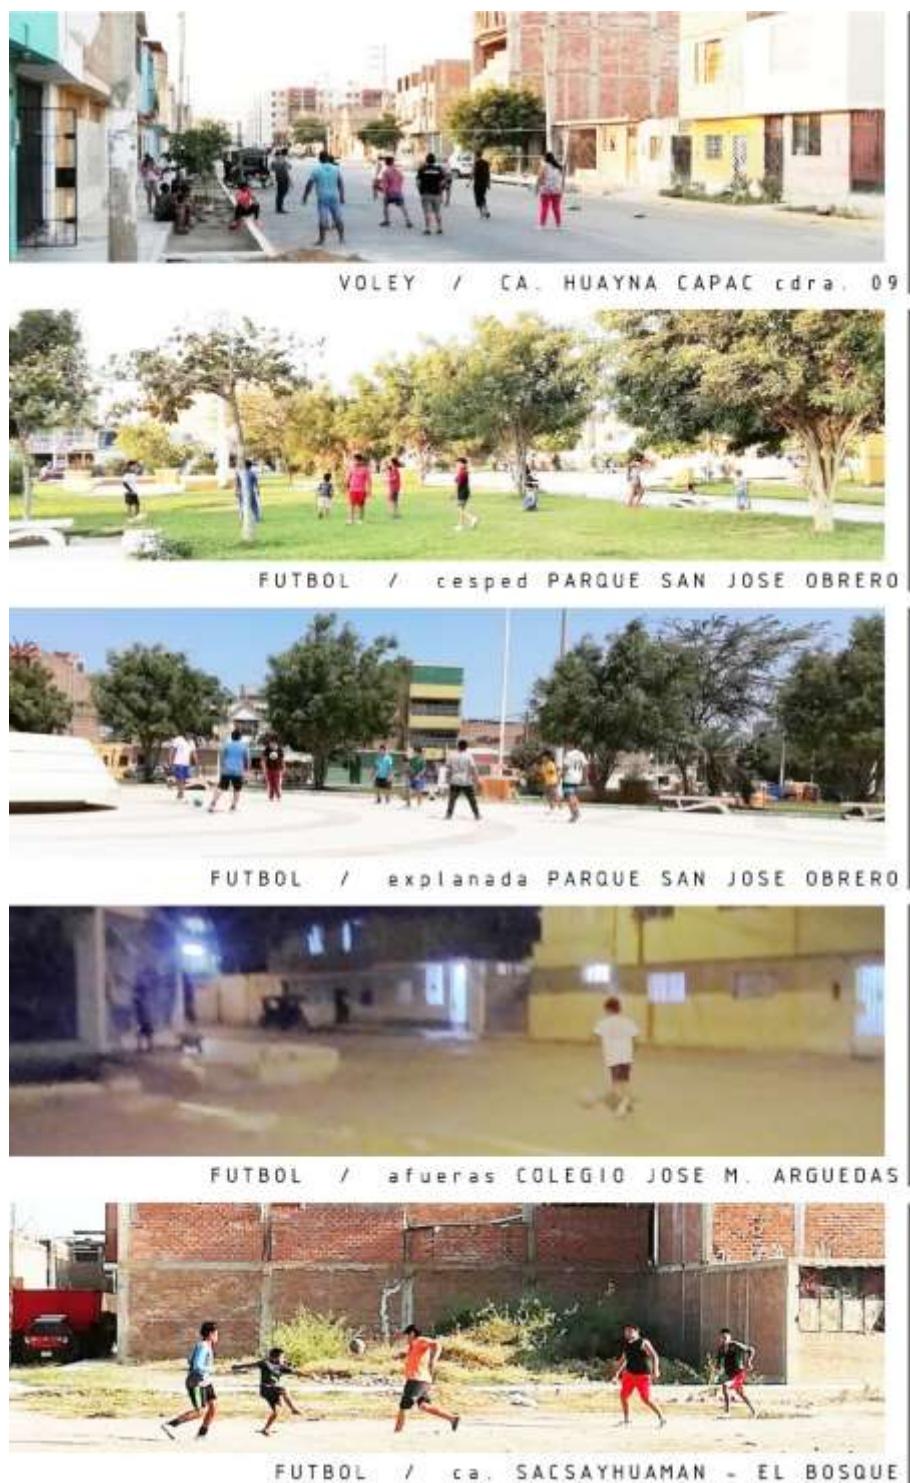 VOLEY / CA. HUAYNA CAPAC cdra. 09
FUTBOL / cesped PARQUE SAN JOSE OBRERO
FUTBOL / explanada PARQUE SAN JOSE OBRERO
FUTBOL / afueras COLEGIO JOSE M. ARGUEDAS
FUTBOL / ca. SACSAYHUAMAN - EL BOSQUE